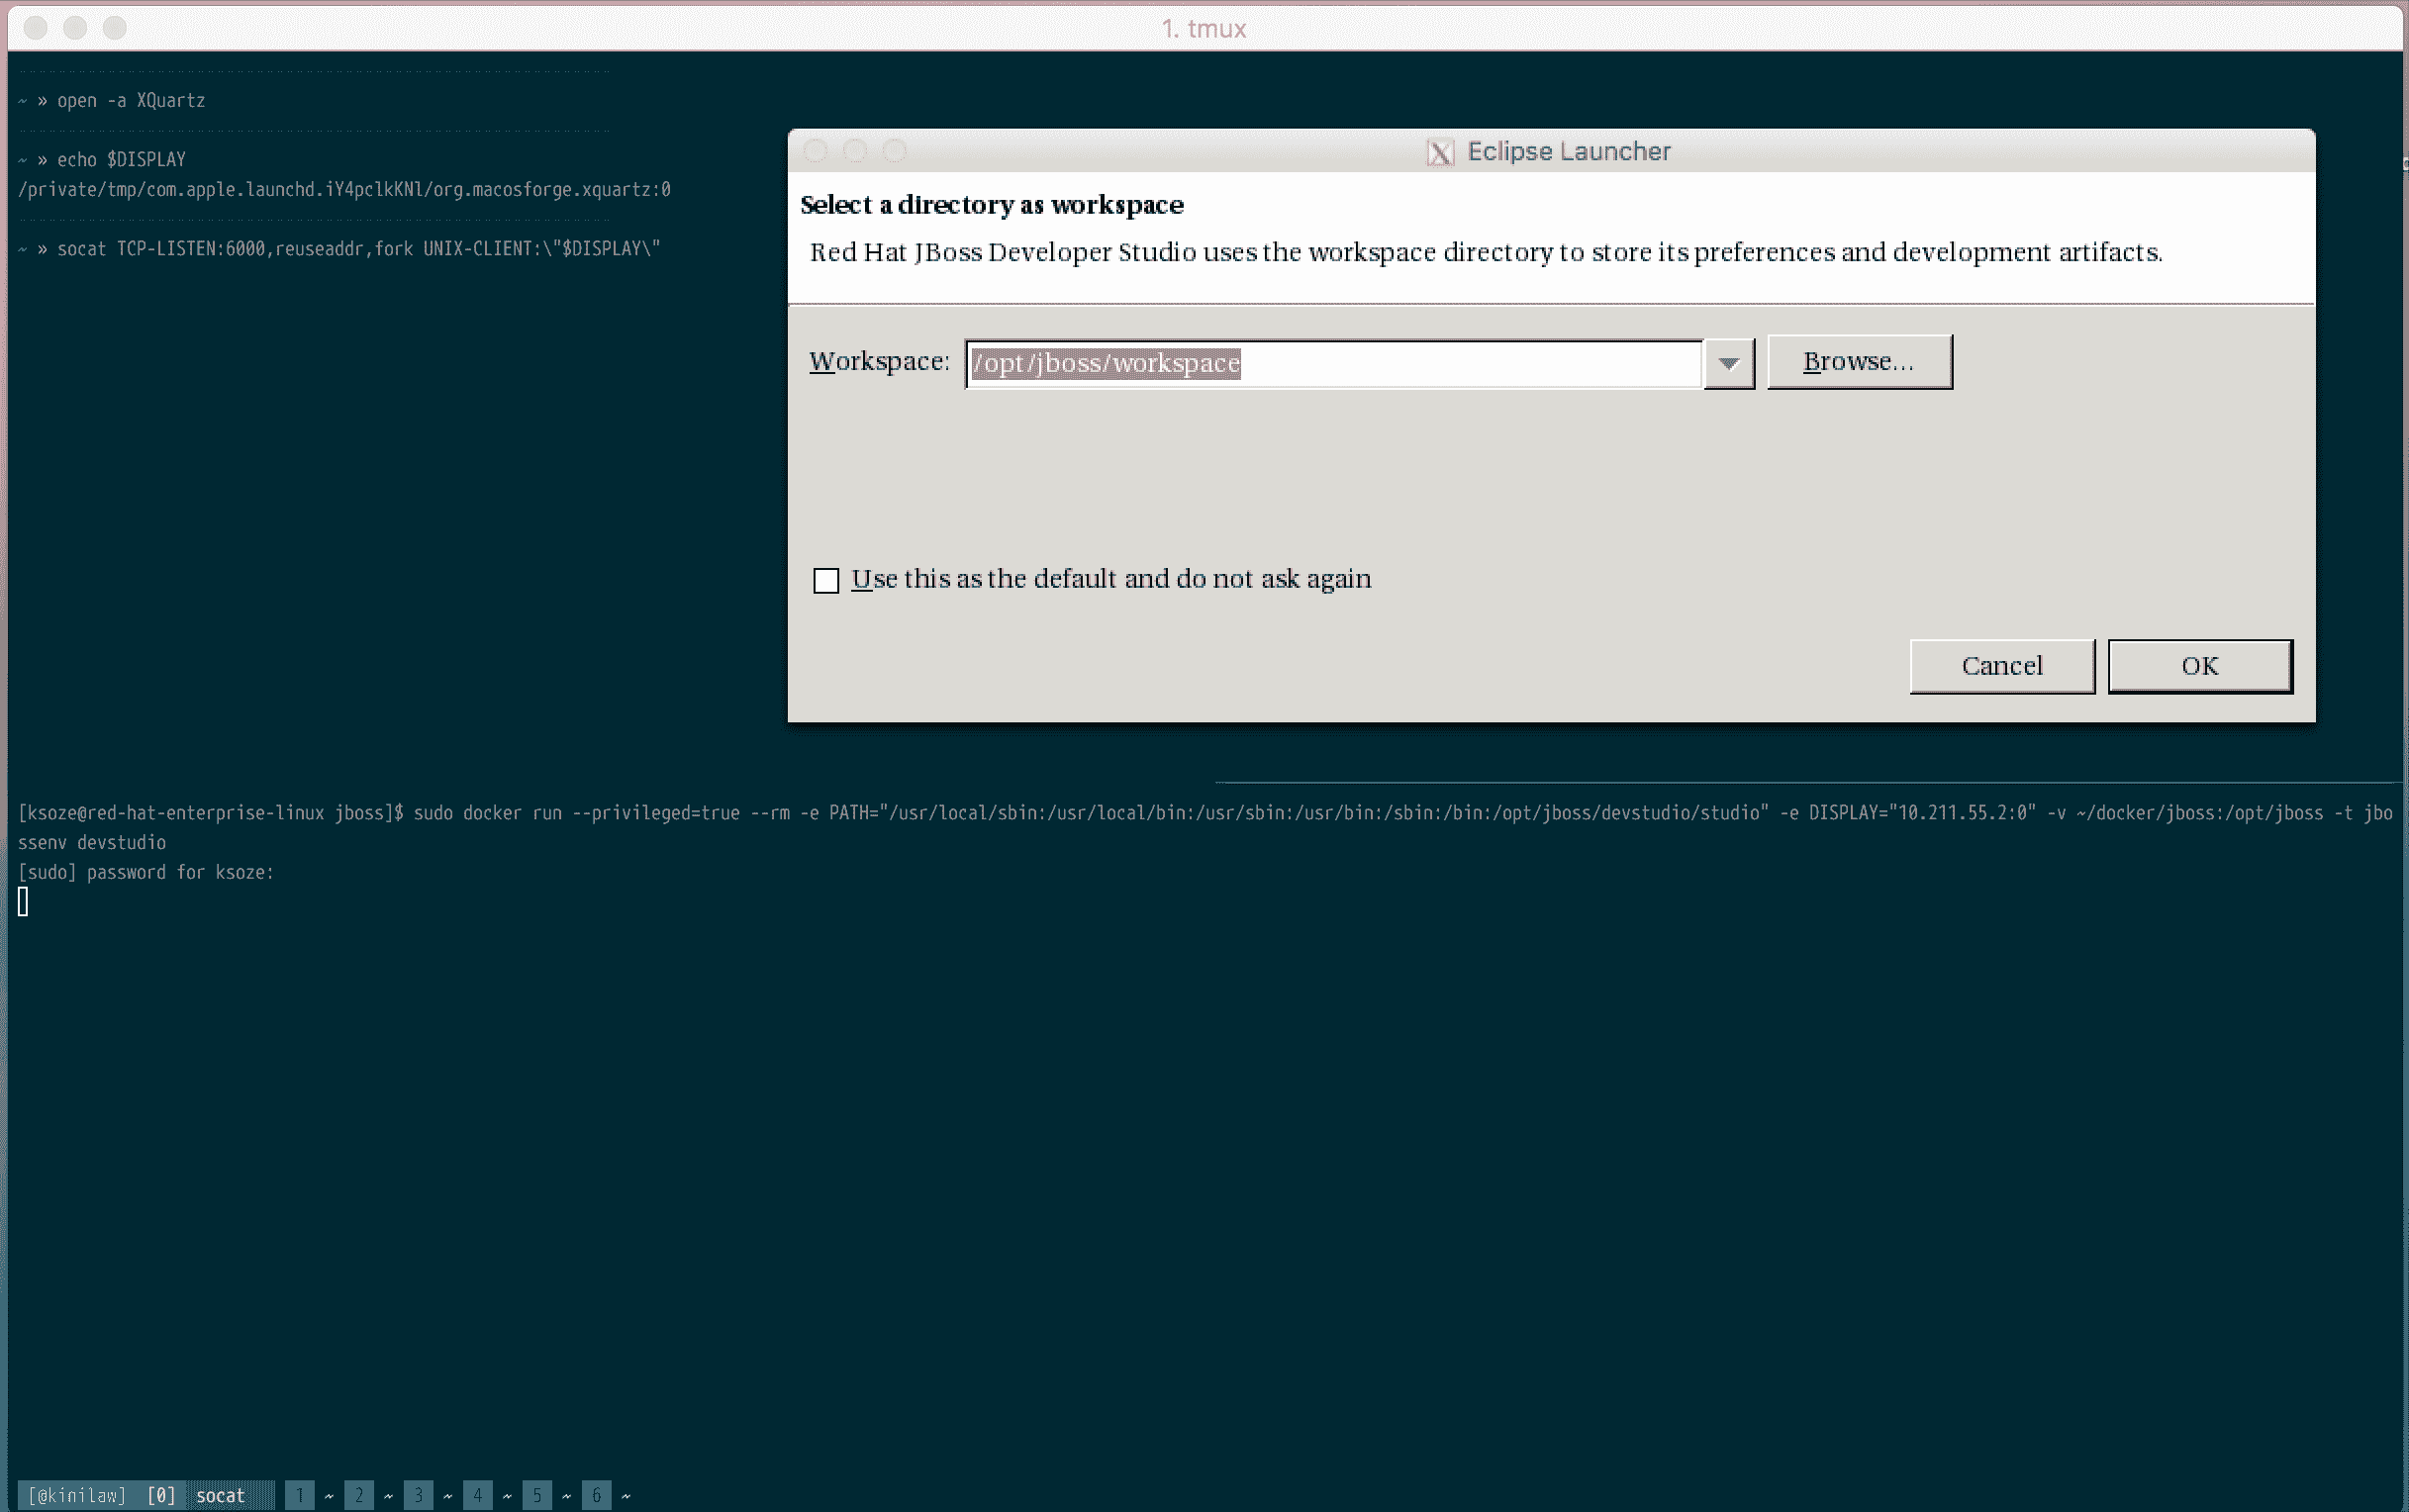 1. tmux
~ » open -a XQuartz
~ » echo $DISPLAY
/private/tmp/com.apple.launchd.iY4pclkKNl/org.macosforge.xquartz:0
~ » socat TCP-LISTEN:6000,reuseaddr,fork UNIX-CLIENT:\"$DISPLAY\"
Eclipse Launcher
Select a directory as workspace
Red Hat JBoss Developer Studio uses the workspace directory to store its preferences and development artifacts.
Workspace: /opt/jboss/workspace Browse...
Use this as the default and do not ask again
Cancel OK
[ksoze@red-hat-enterprise-linux jboss]$ sudo docker run --privileged=true --rm -e PATH="/usr/local/sbin:/usr/local/bin:/usr/sbin:/usr/bin:/sbin:/bin:/opt/jboss/devstudio/studio" -e DISPLAY="10.211.55.2:0" -v ~/docker/jboss:/opt/jboss -t jbo
ssenv devstudio
[sudo] password for ksoze:
[@kinilaw] [0] socat 1 ~ 2 ~ 3 ~ 4 ~ 5 ~ 6 ~